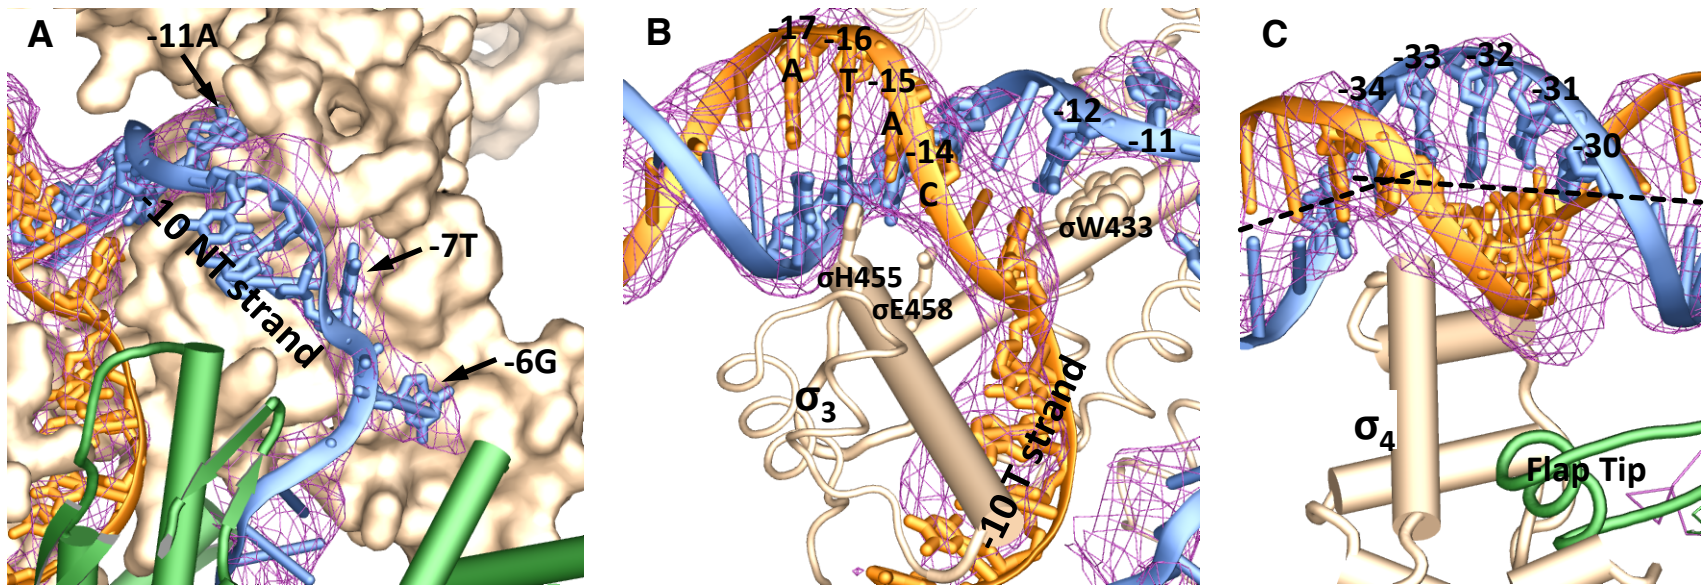 A
-11A
-10 NT strand
-7T
-6G
B
-17
A
-16
T
-15
A
-14
C
-12
-11
σW433
σH455
σE458
σ3
-10 T strand
C
-34
-33
-32
-31
-30
σ4
Flap Tip